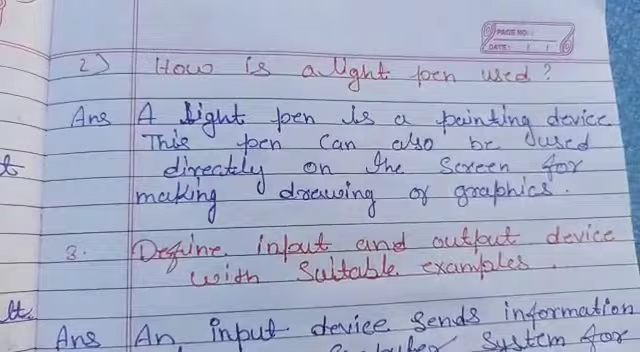 PAGE NO.:
DATE: / /
2) How is a light pen used?
Ans A light pen is a pointing device.
This pen can also be used
directly on the screen for
making drawing or graphics.
t
3. Define input and output device
with suitable examples.
lt.
Ans An input device sends information
system for